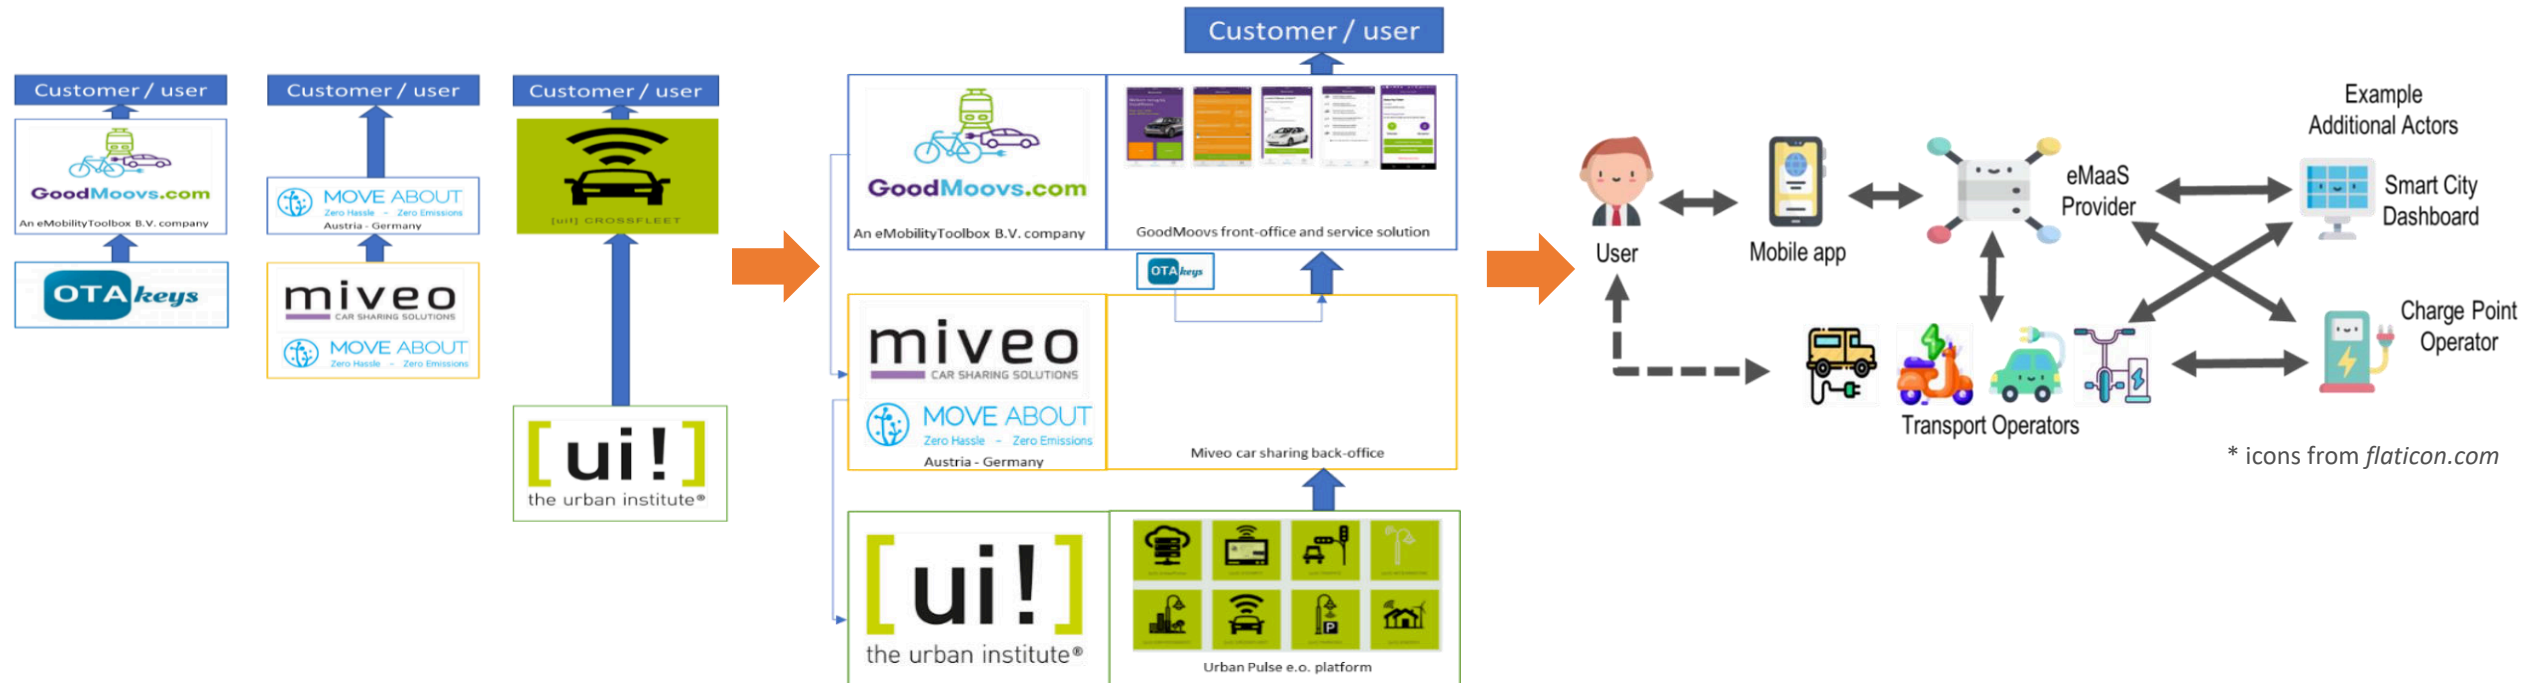 Customer / user
GoodMoovs.com
An eMobilityToolbox B.V. company
OTA keys
Customer / user
MOVE ABOUT
Zero Hassle - Zero Emissions
Austria - Germany
miveo
CAR SHARING SOLUTIONS
MOVE ABOUT
Zero Hassle - Zero Emissions
Customer / user
[ui!] CROSSFLEET
[ui!]
the urban institute®
Customer / user
GoodMoovs.com
An eMobilityToolbox B.V. company
GoodMoovs front-office and service solution
OTA keys
miveo
CAR SHARING SOLUTIONS
MOVE ABOUT
Zero Hassle - Zero Emissions
Austria - Germany
Miveo car sharing back-office
[ui!]
the urban institute®
P
Urban Pulse e.o. platform
User
Mobile app
eMaaS
Provider
Example
Additional Actors
Smart City
Dashboard
Charge Point
Operator
Transport Operators
* icons from flaticon.com